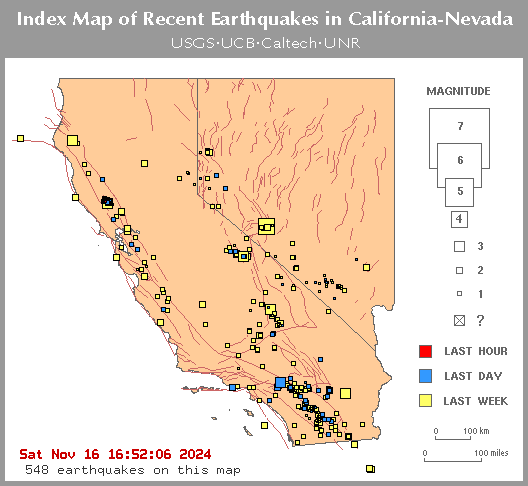 Index Map of Recent Earthquakes in California-Nevada
USGS·UCB·Caltech·UNR
MAGNITUDE
7
6
5
4
3
2
1
?
LAST HOUR
LAST DAY
LAST WEEK
0 100 km
0 100 miles
Sat Nov 16 16:52:06 2024
548 earthquakes on this map